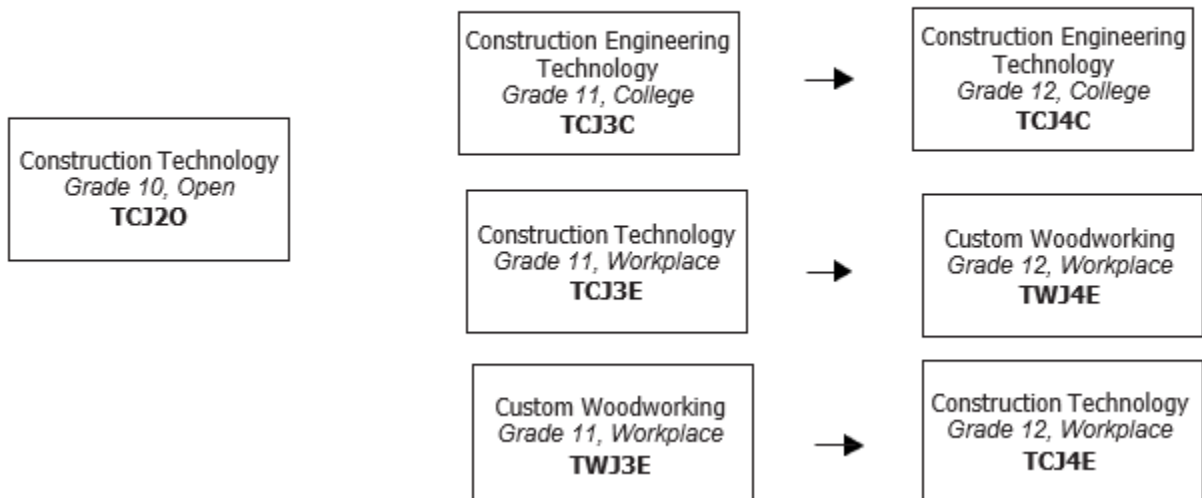 Construction Technology
Grade 10, Open
TCJ2O
Construction Engineering
Technology
Grade 11, College
TCJ3C
Construction Engineering
Technology
Grade 12, College
TCJ4C
Construction Technology
Grade 11, Workplace
TCJ3E
Custom Woodworking
Grade 12, Workplace
TWJ4E
Custom Woodworking
Grade 11, Workplace
TWJ3E
Construction Technology
Grade 12, Workplace
TCJ4E